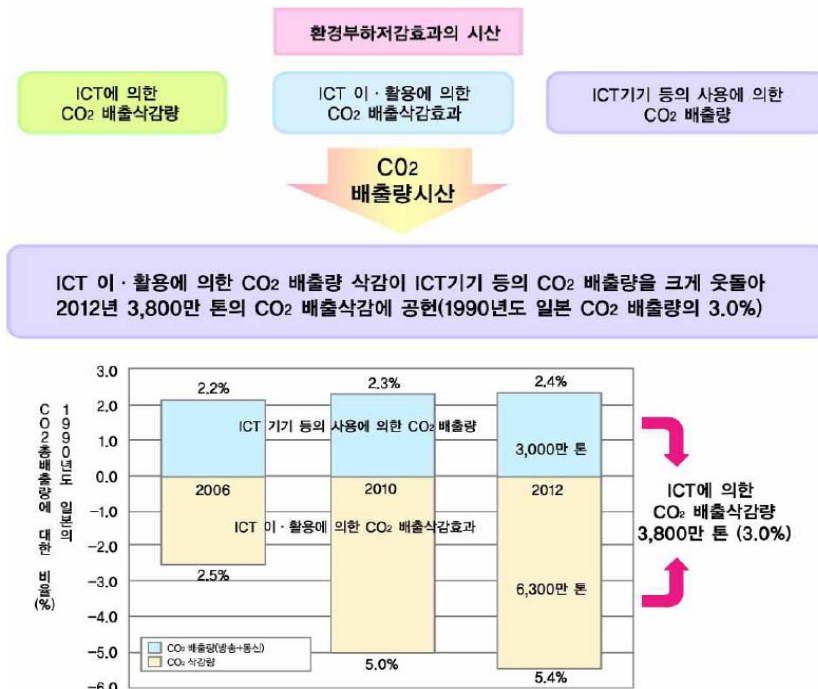 환경부하저감효과의 시산
ICT에 의한
CO₂ 배출삭감량
ICT 이·활용에 의한
CO₂ 배출삭감효과
ICT기기 등의 사용에 의한
CO₂ 배출량
CO₂
배출량시산
ICT 이·활용에 의한 CO₂ 배출량 삭감이 ICT기기 등의 CO₂ 배출량을 크게 웃돌아
2012년 3,800만 톤의 CO₂ 배출삭감에 공헌(1990년도 일본 CO₂ 배출량의 3.0%)
1990년도 일본의
CO₂총배출량에 대한 비율(%)
3.0
2.0
1.0
0.0
-1.0
-2.0
-3.0
-4.0
-5.0
-6.0
2.2%
2.3%
2.4%
ICT 기기 등의 사용에 의한 CO₂ 배출량
3,000만 톤
2006
2010
2012
ICT 이·활용에 의한 CO₂ 배출삭감효과
2.5%
6,300만 톤
5.0%
5.4%
CO₂ 배출량(방송+통신)
CO₂ 삭감량
ICT에 의한
CO₂ 배출삭감량
3,800만 톤 (3.0%)